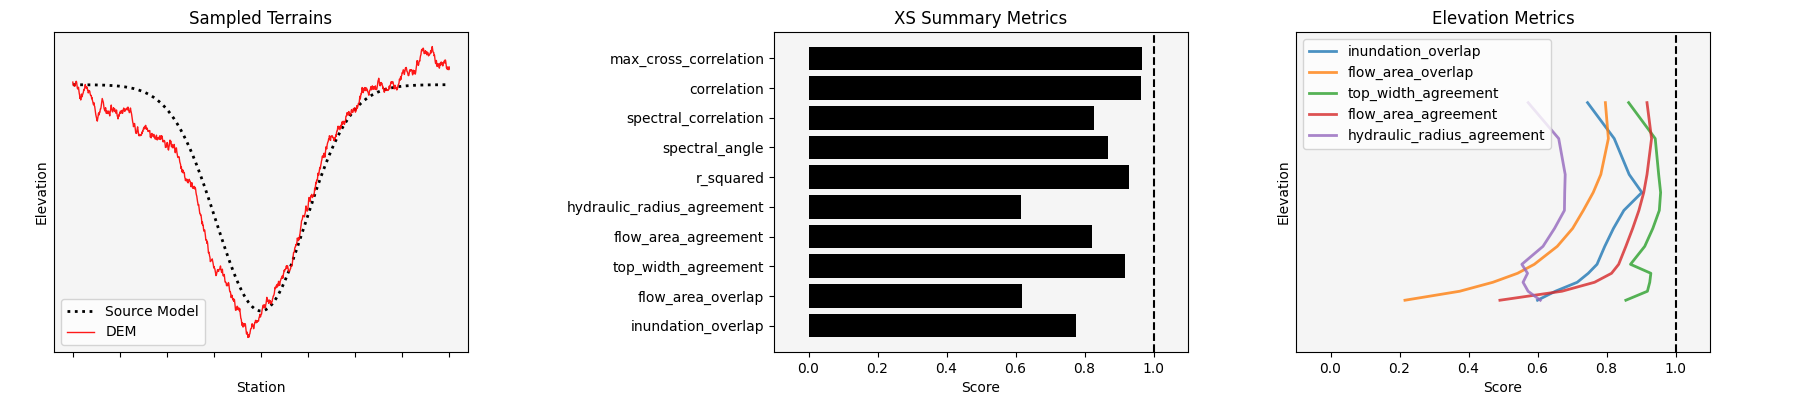 Sampled Terrains
Elevation
Source Model
DEM
Station
XS Summary Metrics
max_cross_correlation
correlation
spectral_correlation
spectral_angle
r_squared
hydraulic_radius_agreement
flow_area_agreement
top_width_agreement
flow_area_overlap
inundation_overlap
0.0 0.2 0.4 0.6 0.8 1.0
Score
Elevation Metrics
Elevation
inundation_overlap
flow_area_overlap
top_width_agreement
flow_area_agreement
hydraulic_radius_agreement
0.0 0.2 0.4 0.6 0.8 1.0
Score